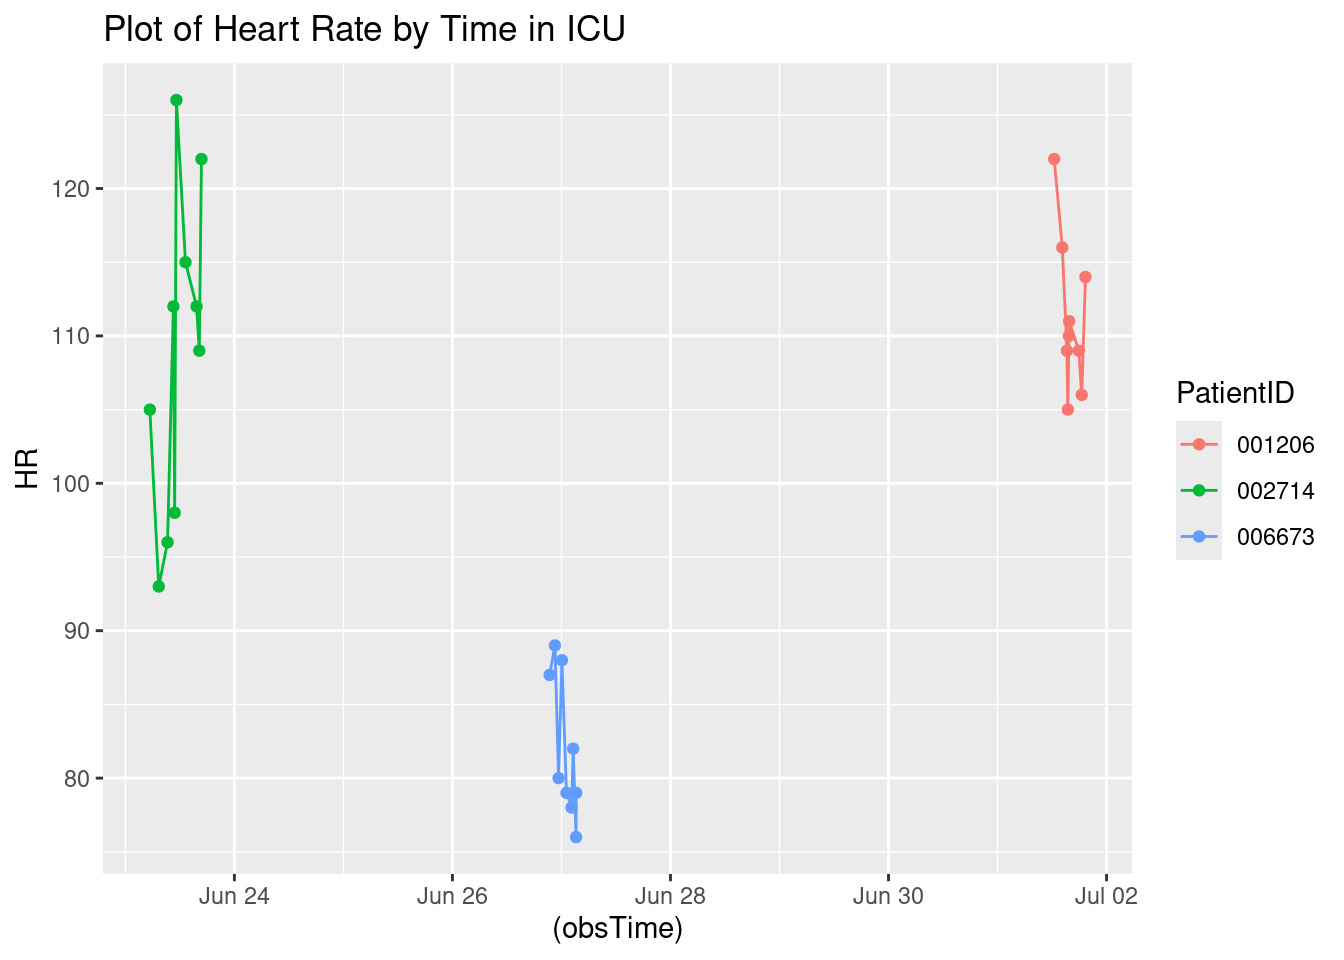 Plot of Heart Rate by Time in ICU
HR
120
110
100
90
80
Jun 24 Jun 26 Jun 28 Jun 30 Jul 02
(obsTime)
PatientID
001206
002714
006673